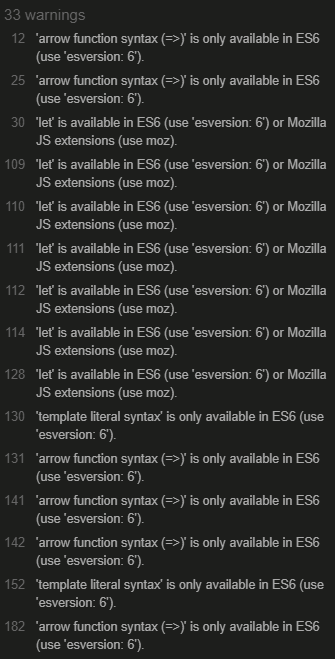 33 warnings
12 'arrow function syntax (=>)' is only available in ES6
(use 'esversion: 6').
25 'arrow function syntax (=>)' is only available in ES6
(use 'esversion: 6').
30 'let' is available in ES6 (use 'esversion: 6') or Mozilla
JS extensions (use moz).
109 'let' is available in ES6 (use 'esversion: 6') or Mozilla
JS extensions (use moz).
110 'let' is available in ES6 (use 'esversion: 6') or Mozilla
JS extensions (use moz).
111 'let' is available in ES6 (use 'esversion: 6') or Mozilla
JS extensions (use moz).
112 'let' is available in ES6 (use 'esversion: 6') or Mozilla
JS extensions (use moz).
114 'let' is available in ES6 (use 'esversion: 6') or Mozilla
JS extensions (use moz).
128 'let' is available in ES6 (use 'esversion: 6') or Mozilla
JS extensions (use moz).
130 'template literal syntax' is only available in ES6 (use
'esversion: 6').
131 'arrow function syntax (=>)' is only available in ES6
(use 'esversion: 6').
141 'arrow function syntax (=>)' is only available in ES6
(use 'esversion: 6').
142 'arrow function syntax (=>)' is only available in ES6
(use 'esversion: 6').
152 'template literal syntax' is only available in ES6 (use
'esversion: 6').
182 'arrow function syntax (=>)' is only available in ES6
(use 'esversion: 6').